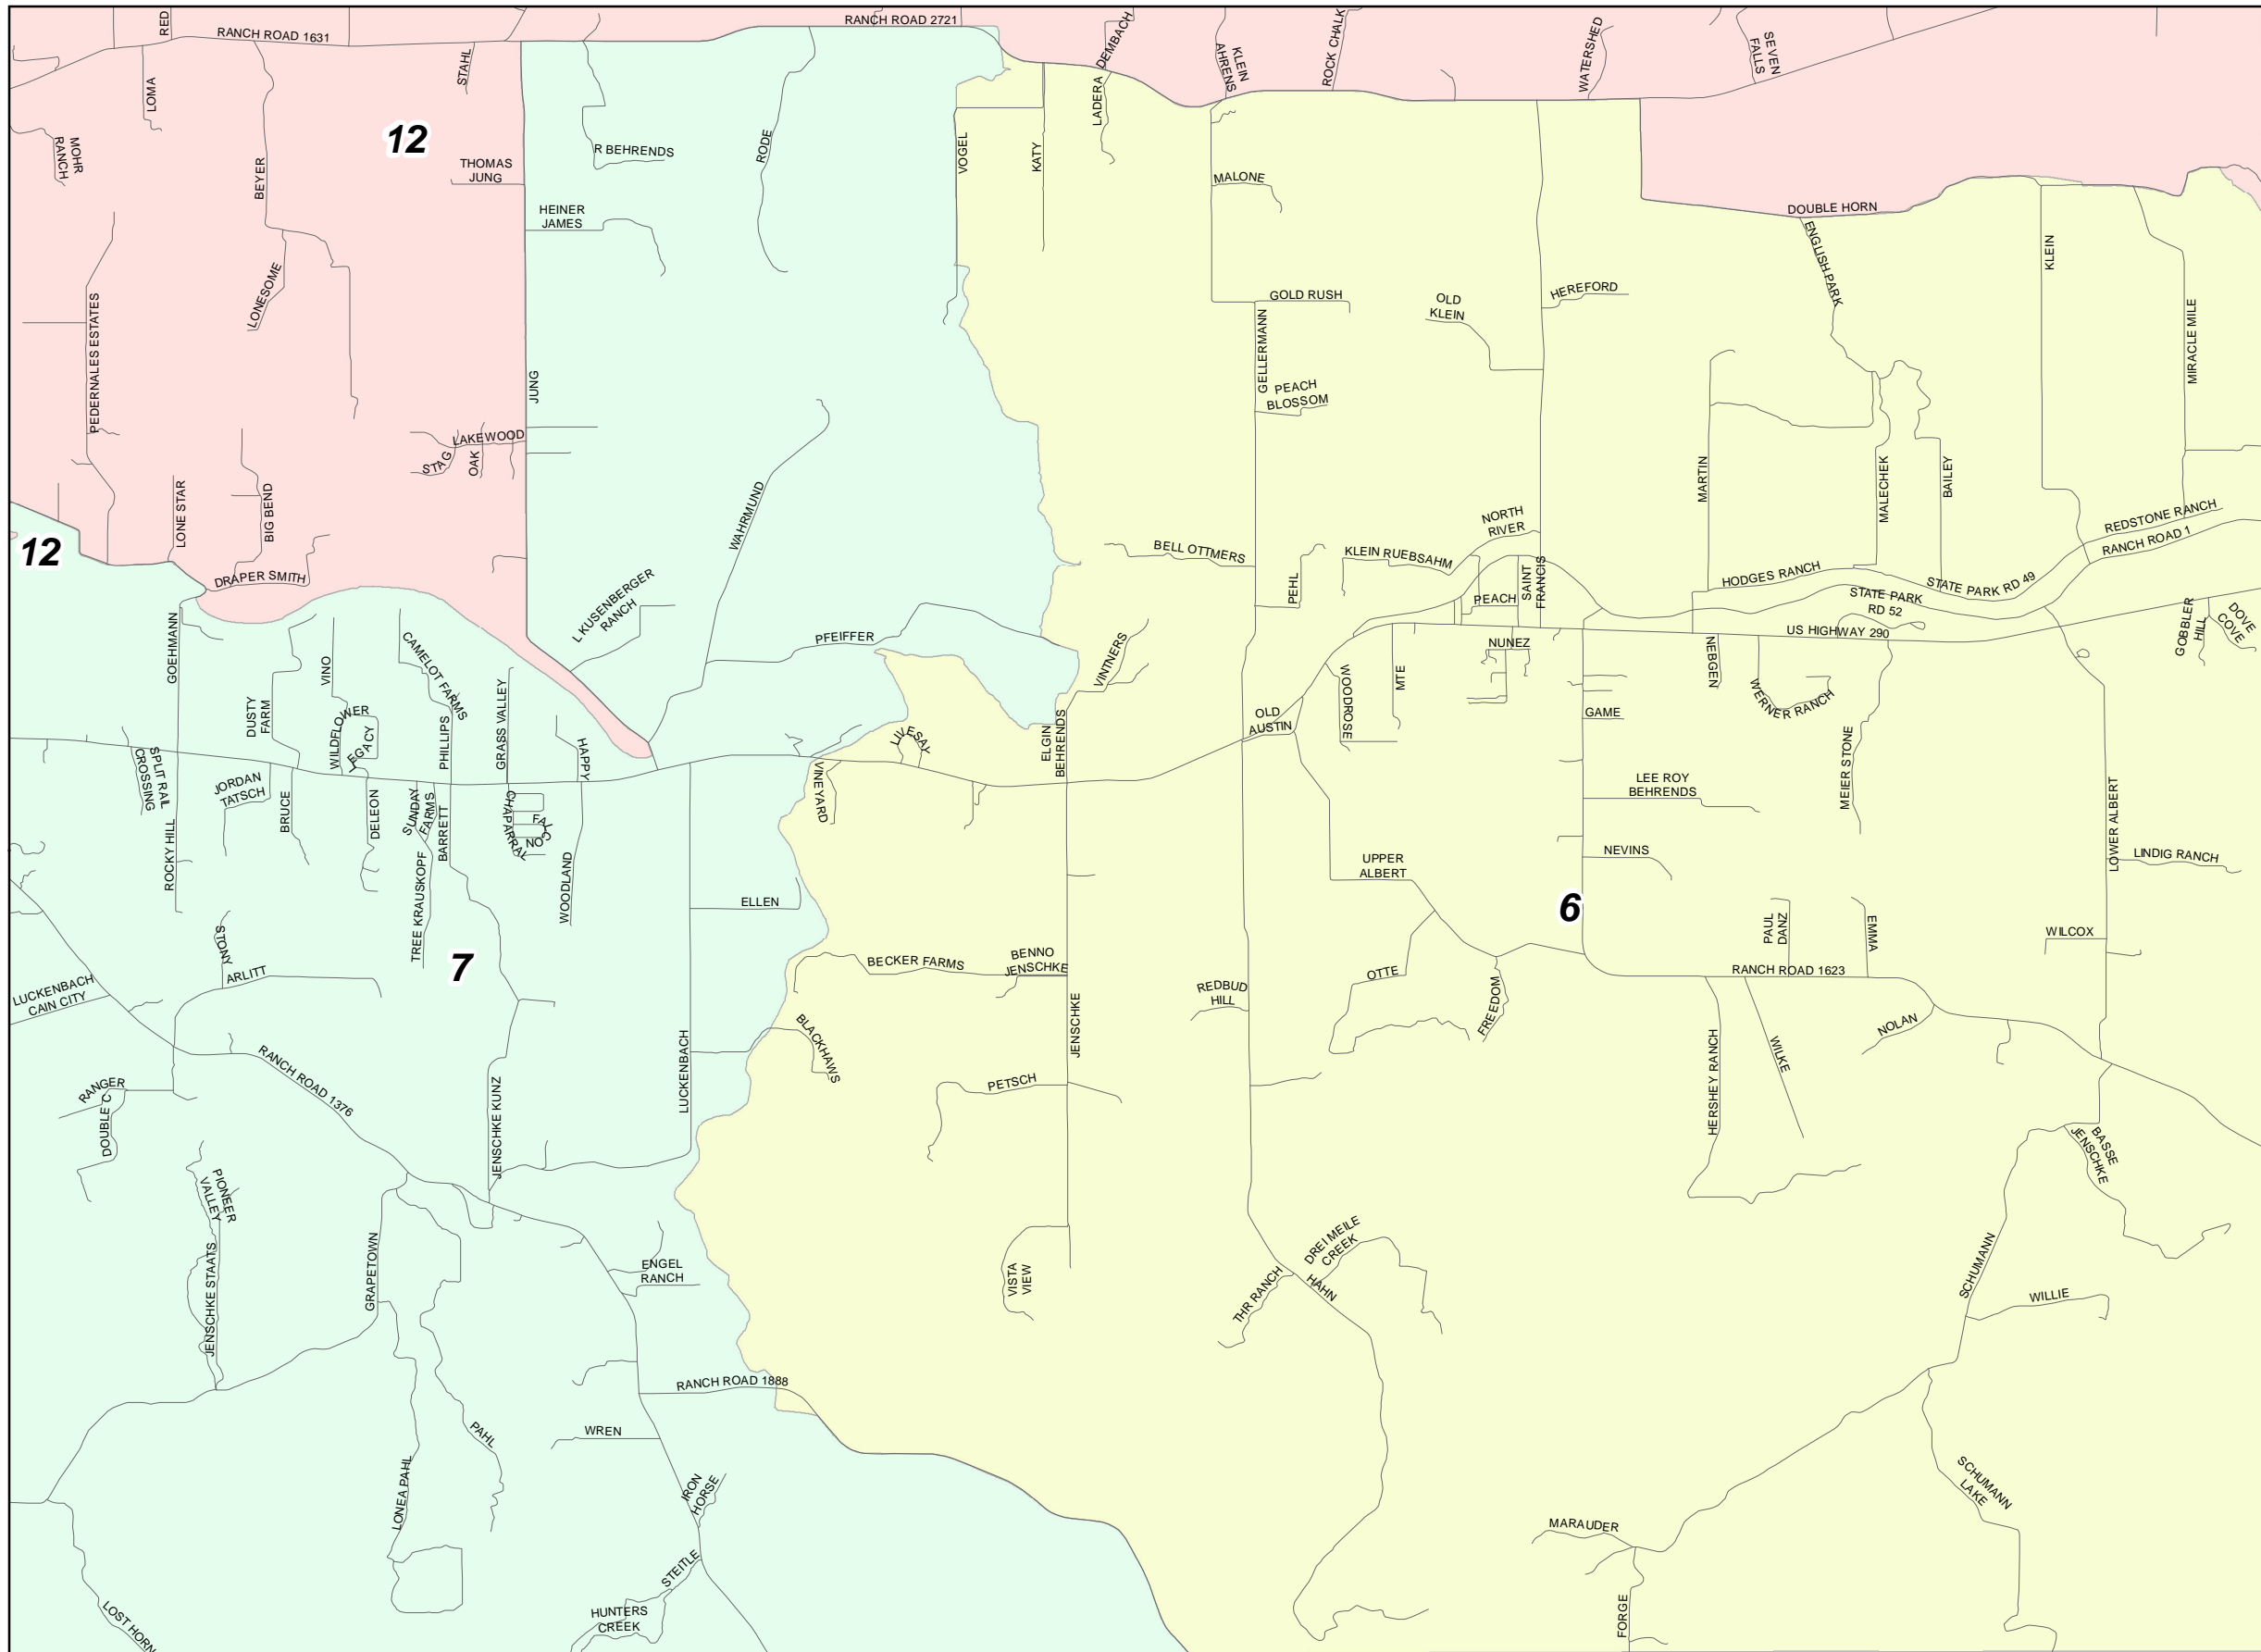 RED
RANCH ROAD 1631
RANCH ROAD 2721
DEMBACH
KLEIN
AHRENS
ROCK CHALK
WATERSHED
SEVEN
FALLS
LOMA
STAHL
LADERA
12
MOHR
RANCH
BEYER
THOMAS
JUNG
R BEHRENDS
RODE
VOGEL
KATY
MALONE
HEINER
JAMES
DOUBLE HORN
ENGLISH PARK
KLEIN
LONESOME
PEDERNALES ESTATES
JUNG
GOLD RUSH
OLD
KLEIN
HEREFORD
GELLERMANN
MIRACLE MILE
PEACH
BLOSSOM
LAKEWOOD
STAG
OAK
LONE STAR
BIG BEND
WAHRMUND
MARTIN
MALECHEK
BAILEY
12
NORTH
RIVER
REDSTONE RANCH
RANCH ROAD 1
BELL OTTMERS
KLEIN RUEBSAHM
DRAPER SMITH
PEHL
PEACH
SAINT
FRANCIS
HODGES RANCH
STATE PARK RD 49
STATE PARK
RD 52
L KUSENBERGER
RANCH
PFEIFFER
GOEHMANN
VINO
CAMELOT FARMS
VINTNERS
US HIGHWAY 290
NUNEZ
GOBBLER
HILL
DOVE
COVE
DUSTY
FARM
WILDFLOWER
LEGACY
PHILLIPS
GRASS VALLEY
HAPPY
LIVESAY
ELGIN
BEHRENDS
OLD
AUSTIN
WOODROSE
MTE
GAME
NEBGEN
WERNER RANCH
MEIER STONE
SPLIT RAIL
CROSSING
JORDAN
TATSCH
BRUCE
DELEON
SUNDAY
FARMS
BARRETT
CHAPARRAL
FALCON
VINEYARD
LEE ROY
BEHRENDS
ROCKY HILL
TREE KRAUSKOPF
WOODLAND
UPPER
ALBERT
NEVINS
LOWER ALBERT
LINDIG RANCH
ELLEN
6
STONY
7
ARLITT
BECKER FARMS
BENNO
JENSCHKE
PAUL
DANZ
EMMA
WILCOX
LUCKENBACH
CAIN CITY
OTTE
RANCH ROAD 1623
REDBUD
HILL
FREEDOM
BLACKHAWS
JENSCHKE
NOLAN
RANCH ROAD 1376
LUCKENBACH
HERSHEY RANCH
WILKE
RANGER
DOUBLE C
PETSCH
JENSCHKE KUNZ
BASSE
JENSCHKE
PIONEER
VALLEY
JENSCHKE STAATS
GRAPETOWN
ENGEL
RANCH
VISTA
VIEW
DREI MEILE
CREEK
THR RANCH
HAHN
SCHUMANN
WILLIE
RANCH ROAD 1888
PAHL
WREN
LONEA PAHL
IRON
HORSE
SCHUMANN
LAKE
MARAUDER
STEITLE
HUNTERS
CREEK
LOST HORN
FORGE